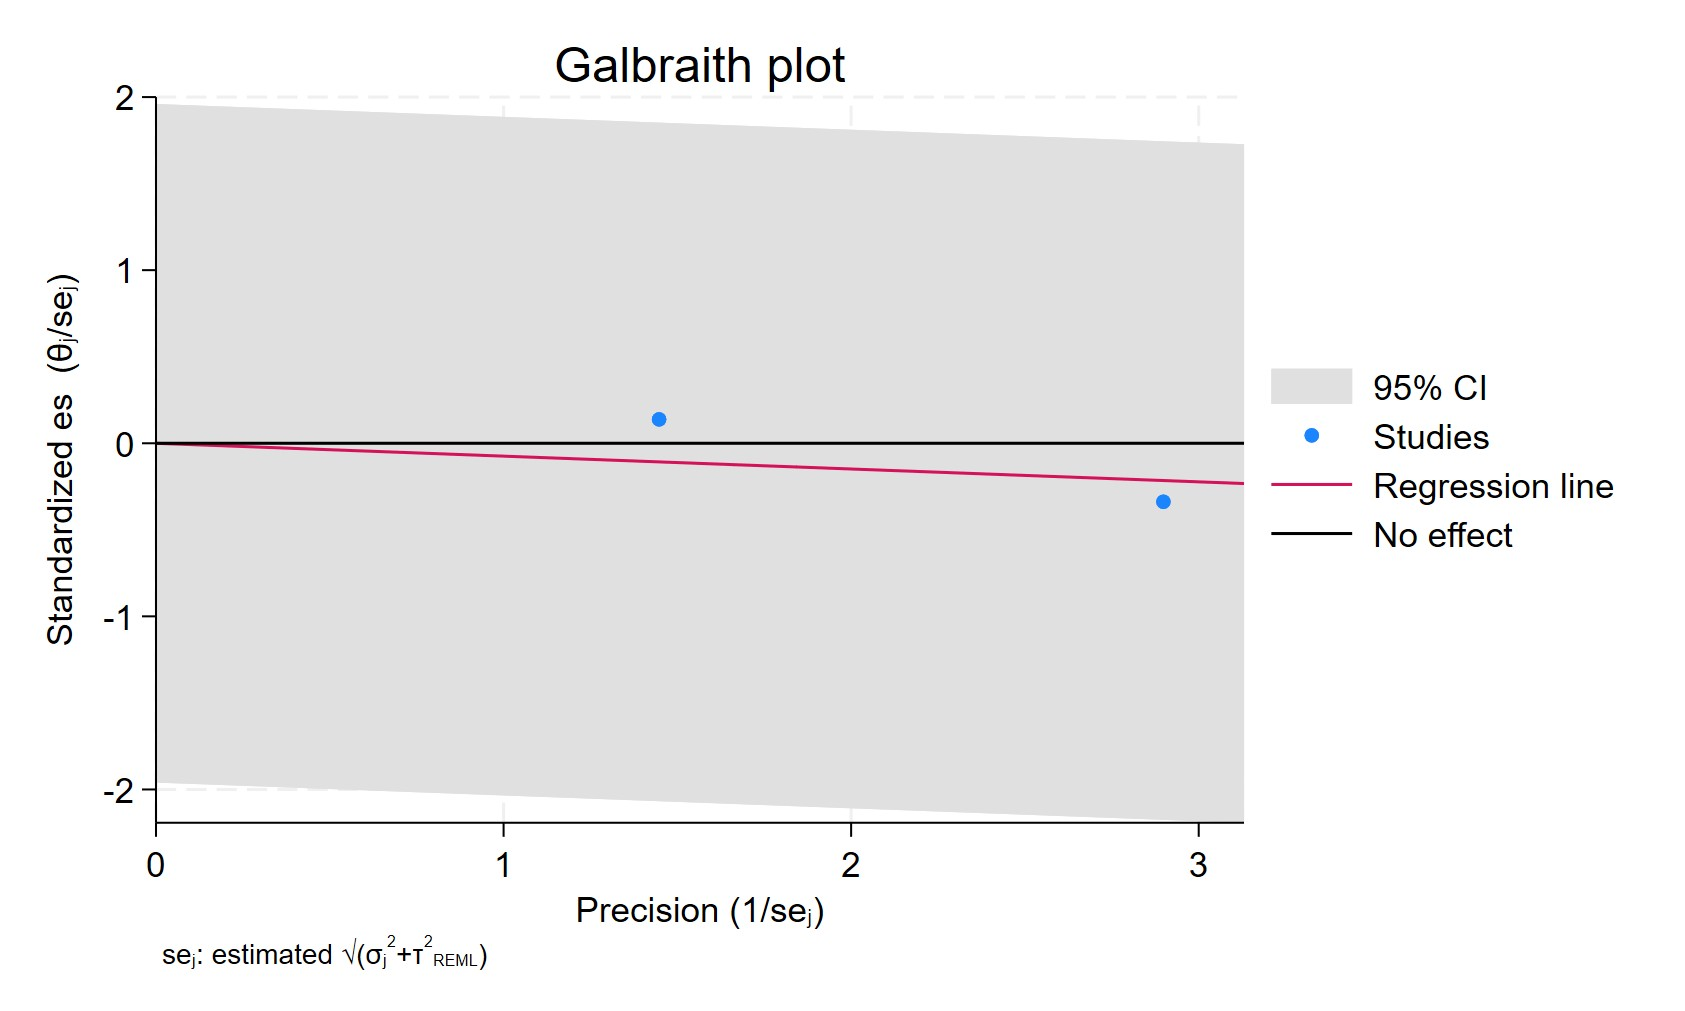 Galbraith plot
2
1
0
-1
-2
Standardized es (θⱼ/seⱼ)
0
1
2
3
Precision (1/seⱼ)
seⱼ: estimated √(σⱼ²+τ²REML)
95% CI
Studies
Regression line
No effect